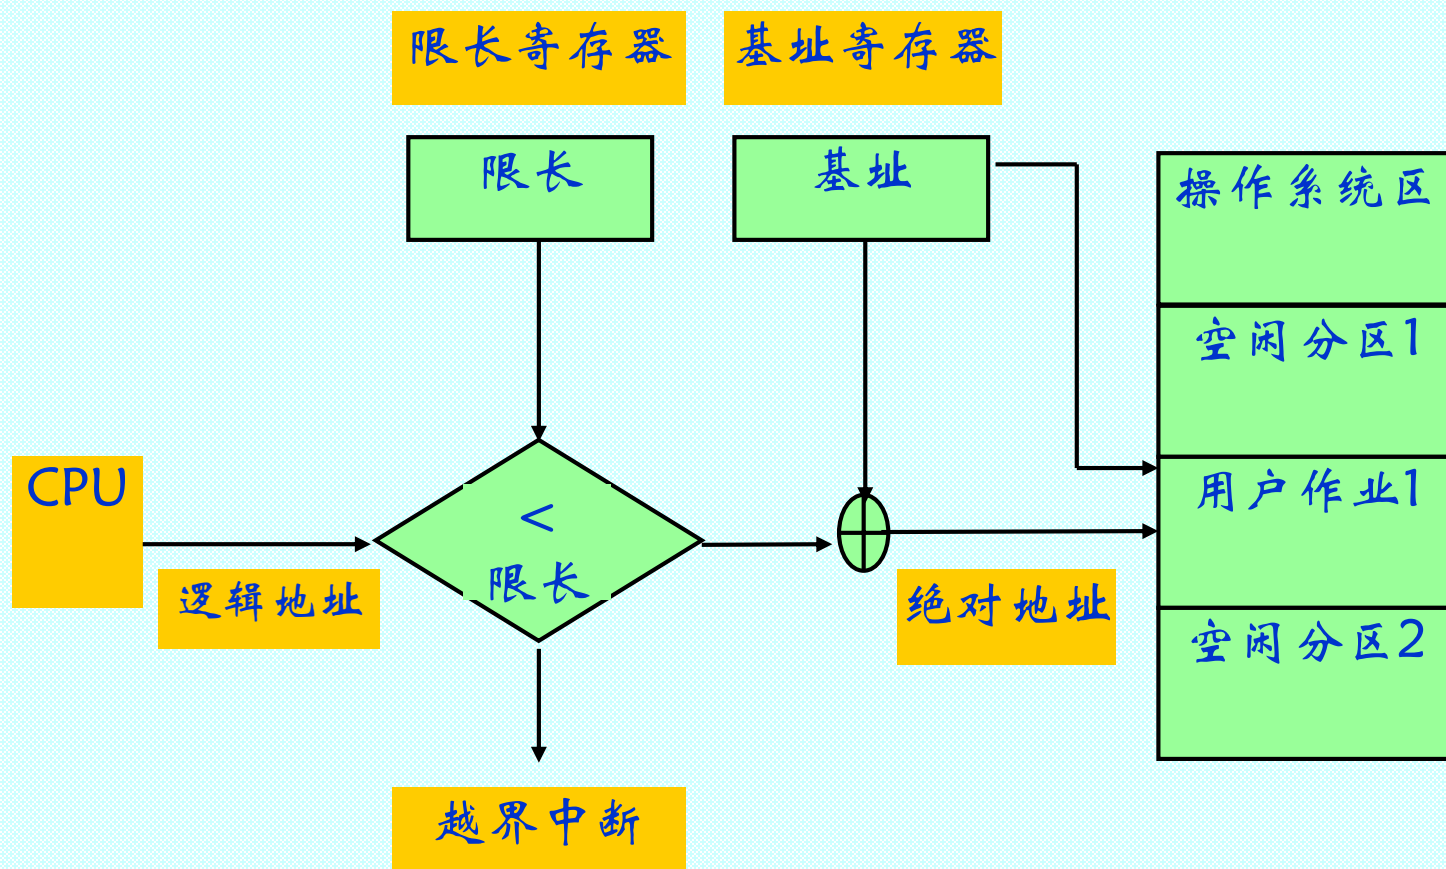 限长寄存器
基址寄存器
限长
基址
操作系统区
空闲分区1
CPU
<
限长
用户作业1
逻辑地址
绝对地址
空闲分区2
越界中断